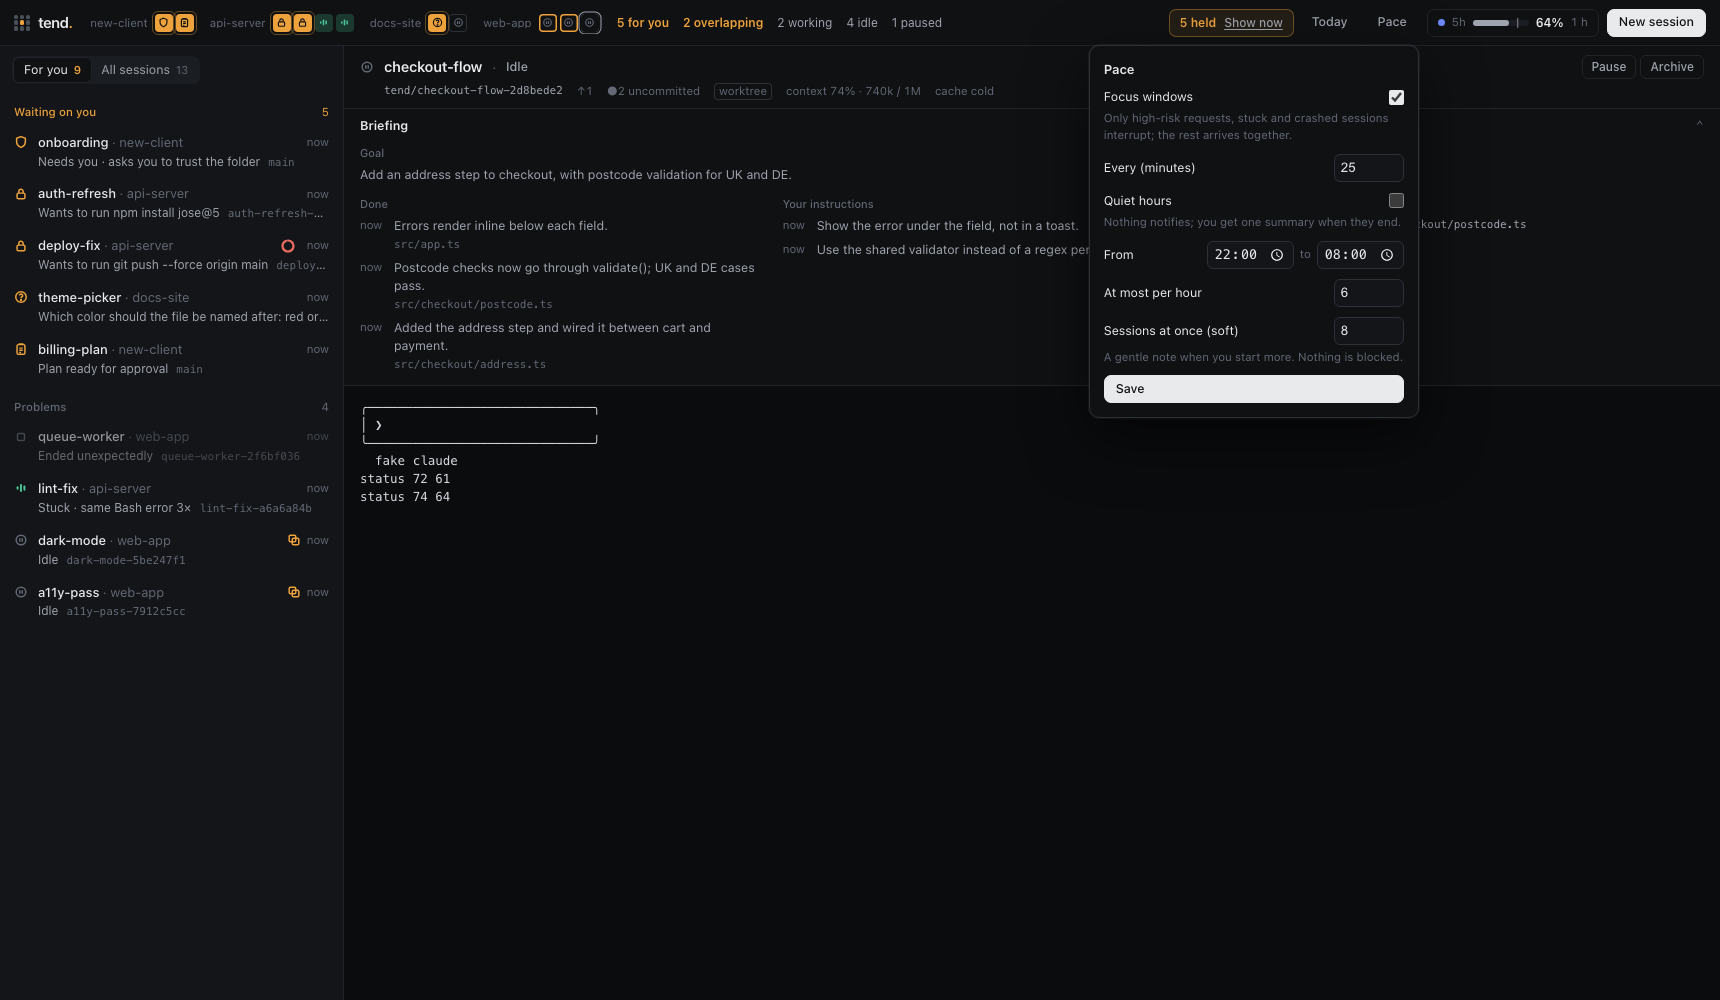 tend. new-client api-server docs-site web-app 5 for you 2 overlapping 2 working 4 idle 1 paused 5 held Show now Today Pace 5h 64% 1 h New session
For you 9 All sessions 13
Waiting on you 5
onboarding · new-client now
Needs you · asks you to trust the folder main
auth-refresh · api-server now
Wants to run npm install jose@5 auth-refresh-…
deploy-fix · api-server now
Wants to run git push --force origin main deploy…
theme-picker · docs-site now
Which color should the file be named after: red or…
billing-plan · new-client now
Plan ready for approval main
Problems 4
queue-worker · web-app now
Ended unexpectedly queue-worker-2f6bf036
lint-fix · api-server now
Stuck · same Bash error 3× lint-fix-a6a6a84b
dark-mode · web-app now
Idle dark-mode-5be247f1
a11y-pass · web-app now
Idle a11y-pass-7912c5cc
checkout-flow · Idle
Pause Archive
tend/checkout-flow-2d8bede2 ↑1 ●2 uncommitted worktree context 74% · 740k / 1M cache cold
Briefing
Goal
Add an address step to checkout, with postcode validation for UK and DE.
Done
now Errors render inline below each field.
src/app.ts
now Postcode checks now go through validate(); UK and DE cases
pass.
src/checkout/postcode.ts
now Added the address step and wired it between cart and
payment.
src/checkout/address.ts
Your instructions
now Show the error under the field, not in a toast.
now Use the shared validator instead of a regex per
ckout/postcode.ts
❯
fake claude
status 72 61
status 74 64
Pace
Focus windows
Only high-risk requests, stuck and crashed sessions
interrupt; the rest arrives together.
Every (minutes) 25
Quiet hours
Nothing notifies; you get one summary when they end.
From 22:00 to 08:00
At most per hour 6
Sessions at once (soft) 8
A gentle note when you start more. Nothing is blocked.
Save